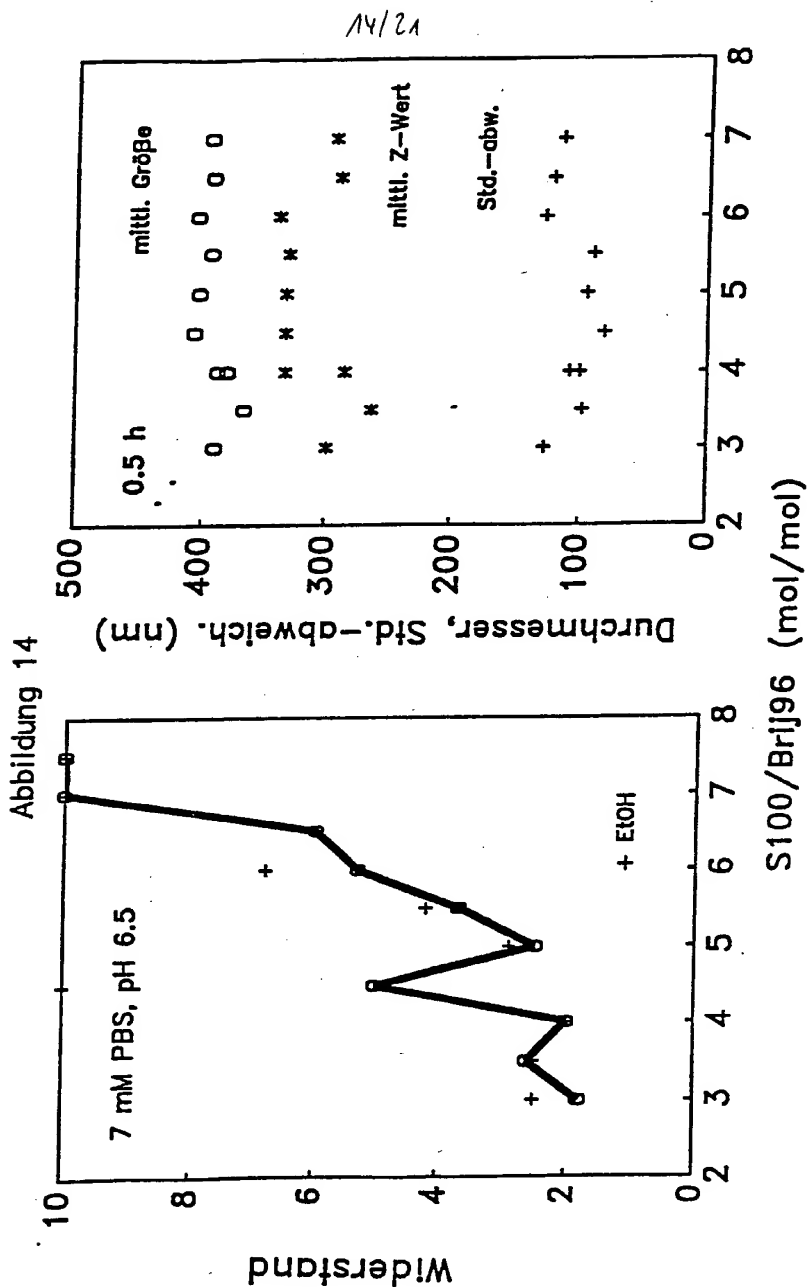 14/21
Abbildung 14
Widerstand
10
8
6
4
2
0
7 mM PBS, pH 6.5
+ EtOH
2 3 4 5 6 7 8
Durchmesser, Std.-abweich. (nm)
500
400
300
200
100
0
0.5 h
mittl. Größe
mittl. Z-Wert
Std.-abw.
2 3 4 5 6 7 8
S100/Brij96 (mol/mol)